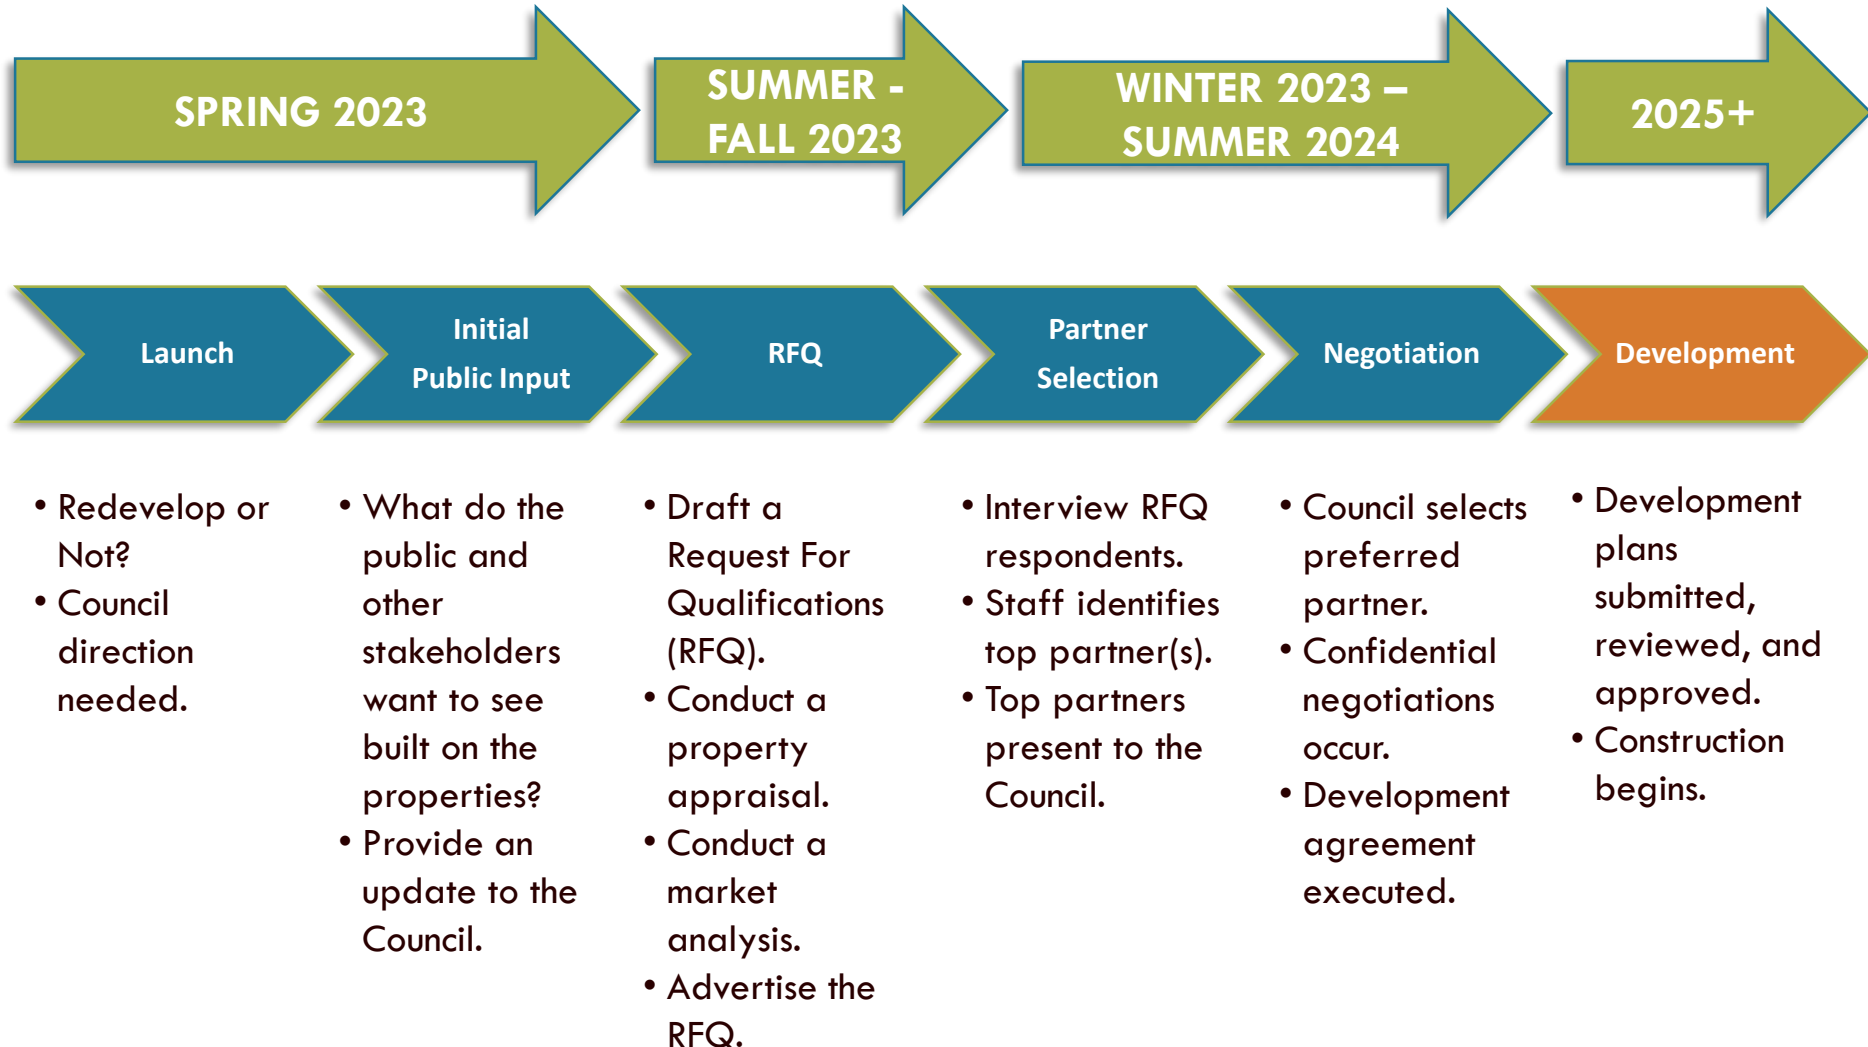 SPRING 2023
SUMMER -
FALL 2023
WINTER 2023 –
SUMMER 2024
2025+
Launch
Initial
Public Input
RFQ
Partner
Selection
Negotiation
Development
• Redevelop or
Not?
• Council
direction
needed.
• What do the
public and
other
stakeholders
want to see
built on the
properties?
• Provide an
update to the
Council.
• Draft a
Request For
Qualifications
(RFQ).
• Conduct a
property
appraisal.
• Conduct a
market
analysis.
• Advertise the
RFQ.
• Interview RFQ
respondents.
• Staff identifies
top partner(s).
• Top partners
present to the
Council.
• Council selects
preferred
partner.
• Confidential
negotiations
occur.
• Development
agreement
executed.
• Development
plans
submitted,
reviewed, and
approved.
• Construction
begins.